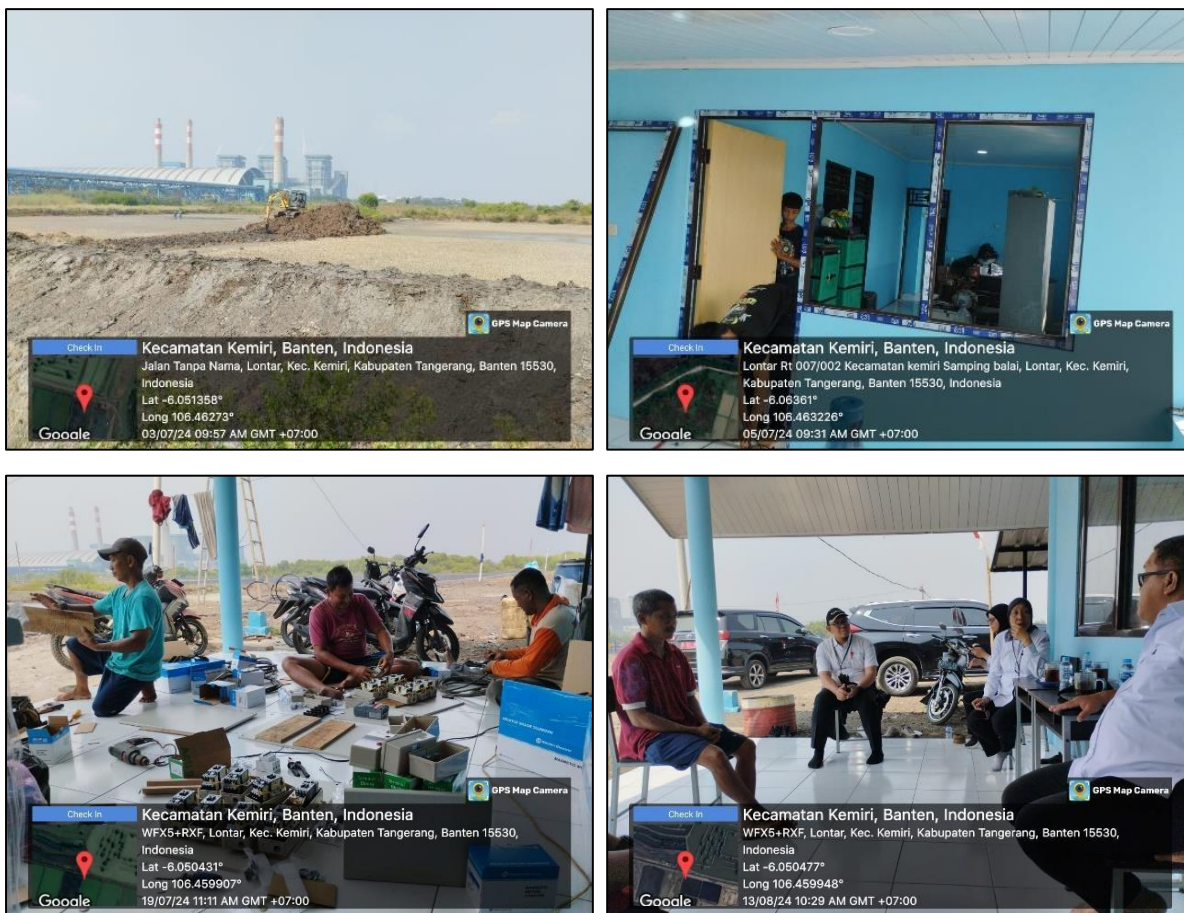 GPS Map Camera
Check In
Kecamatan Kemiri, Banten, Indonesia
Jalan Tanpa Nama, Lontar, Kec. Kemiri, Kabupaten Tangerang, Banten 15530,
Indonesia
Lat -6.051358°
Long 106.46273°
03/07/24 09:57 AM GMT +07:00
Google
GPS Map Camera
Check In
Kecamatan Kemiri, Banten, Indonesia
Lontar Rt 007/002 Kecamatan kemiri Samping balai, Lontar, Kec. Kemiri,
Kabupaten Tangerang, Banten 15530, Indonesia
Lat -6.06361°
Long 106.463226°
05/07/24 09:31 AM GMT +07:00
Google
GPS Map Camera
Check In
Kecamatan Kemiri, Banten, Indonesia
WFX5+RXF, Lontar, Kec. Kemiri, Kabupaten Tangerang, Banten 15530,
Indonesia
Lat -6.050431°
Long 106.459907°
19/07/24 11:11 AM GMT +07:00
Google
GPS Map Camera
Check In
Kecamatan Kemiri, Banten, Indonesia
WFX5+RXF, Lontar, Kec. Kemiri, Kabupaten Tangerang, Banten 15530,
Indonesia
Lat -6.050477°
Long 106.459948°
13/08/24 10:29 AM GMT +07:00
Google